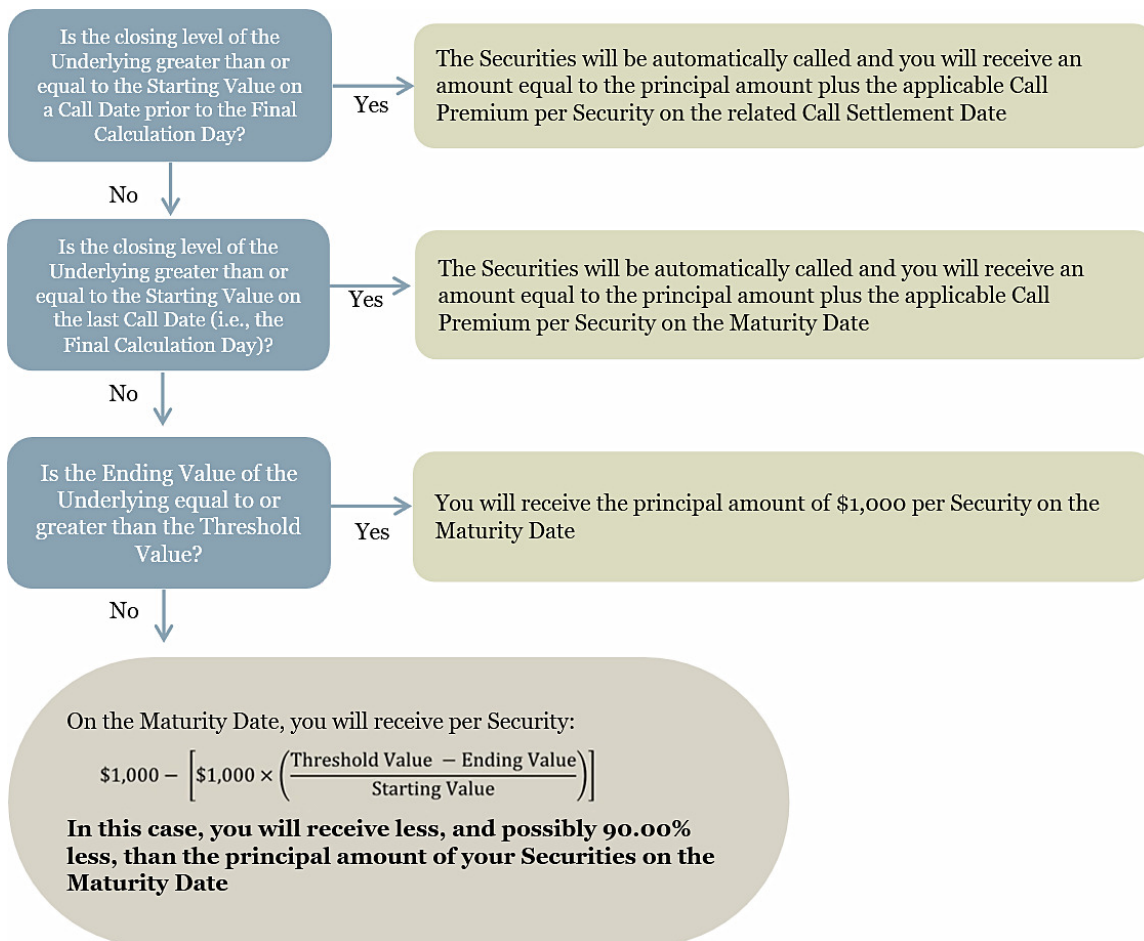 Is the closing level of the
Underlying greater than or
equal to the Starting Value on
a Call Date prior to the Final
Calculation Day?
Yes
The Securities will be automatically called and you will receive an
amount equal to the principal amount plus the applicable Call
Premium per Security on the related Call Settlement Date
No
Is the closing level of the
Underlying greater than or
equal to the Starting Value on
the last Call Date (i.e., the
Final Calculation Day)?
Yes
The Securities will be automatically called and you will receive an
amount equal to the principal amount plus the applicable Call
Premium per Security on the Maturity Date
No
Is the Ending Value of the
Underlying equal to or
greater than the Threshold
Value?
Yes
You will receive the principal amount of $1,000 per Security on the
Maturity Date
No
On the Maturity Date, you will receive per Security:
$1,000 − [$1,000 × (Threshold Value − Ending Value / Starting Value)]
In this case, you will receive less, and possibly 90.00%
less, than the principal amount of your Securities on the
Maturity Date